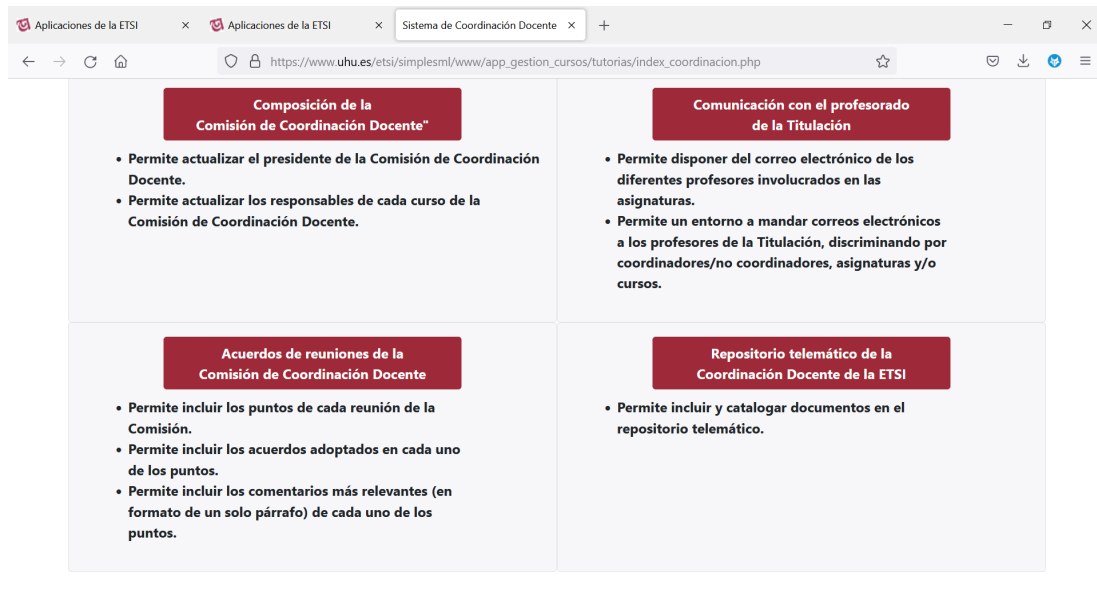 Aplicaciones de la ETSI
Aplicaciones de la ETSI
Sistema de Coordinación Docente
https://www.uhu.es/etsi/simplesml/www/app_gestion_cursos/tutorias/index_coordinacion.php
Composición de la
Comisión de Coordinación Docente"
• Permite actualizar el presidente de la Comisión de Coordinación
Docente.
• Permite actualizar los responsables de cada curso de la
Comisión de Coordinación Docente.
Comunicación con el profesorado
de la Titulación
• Permite disponer del correo electrónico de los
diferentes profesores involucrados en las
asignaturas.
• Permite un entorno a mandar correos electrónicos
a los profesores de la Titulación, discriminando por
coordinadores/no coordinadores, asignaturas y/o
cursos.
Acuerdos de reuniones de la
Comisión de Coordinación Docente
• Permite incluir los puntos de cada reunión de la
Comisión.
• Permite incluir los acuerdos adoptados en cada uno
de los puntos.
• Permite incluir los comentarios más relevantes (en
formato de un solo párrafo) de cada uno de los
puntos.
Repositorio telemático de la
Coordinación Docente de la ETSI
• Permite incluir y catalogar documentos en el
repositorio telemático.